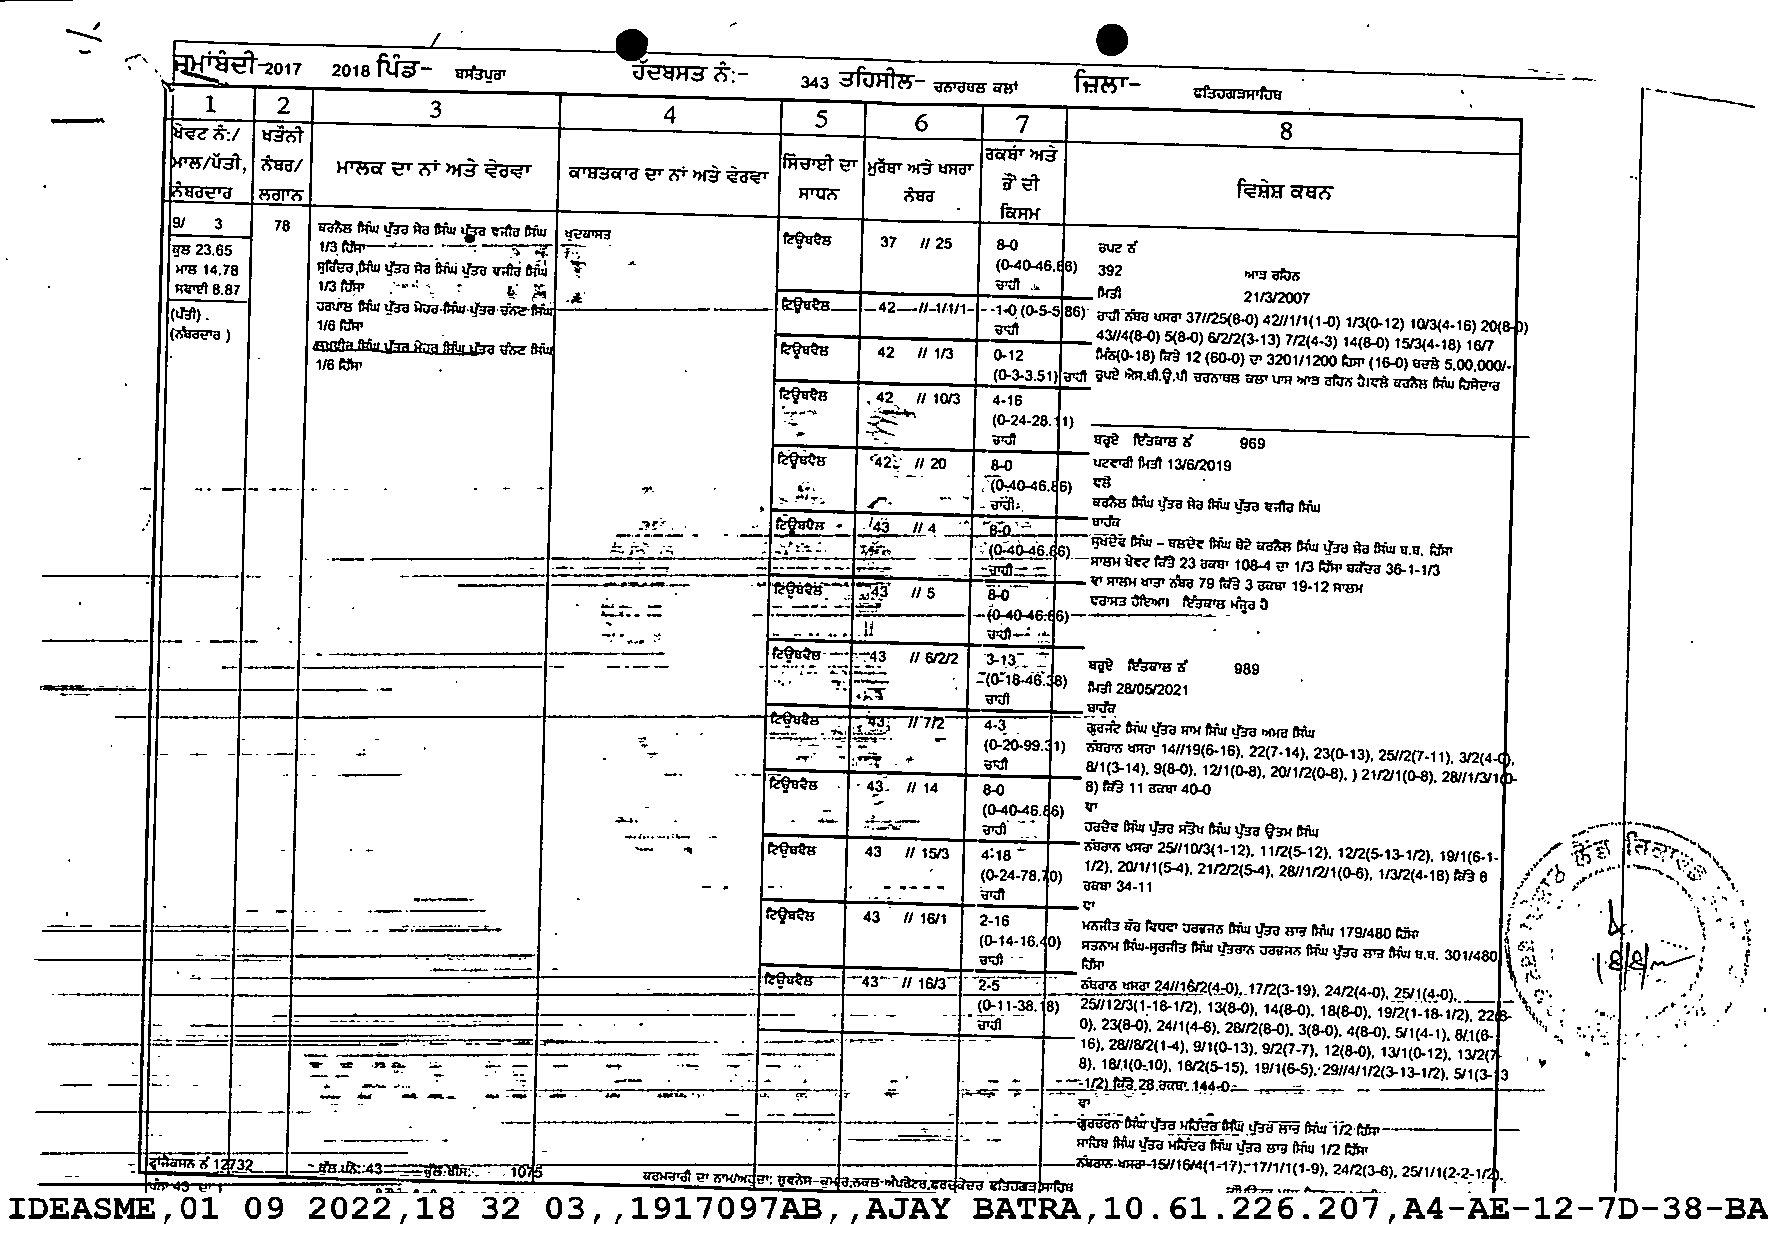 ਜਮਾਂਬੰਦੀ-2017 2018 ਪਿੰਡ- ਬਸੰਤਪੁਰਾ ਹੱਦਬਸਤ ਨੰ:- 343 ਤਹਿਸੀਲ- ਚਨਾਰਥਲ ਕਲਾਂ ਜ਼ਿਲਾ- ਫਤਿਹਗੜਸਾਹਿਬ
1 2 3 4 5 6 7 8
ਖੇਵਟ ਨੰ:/ ਮਾਲ/ਪੱਤੀ, ਨੰਬਰਦਾਰ
ਖਤੌਨੀ ਨੰਬਰ/ ਲਗਾਨ
ਮਾਲਕ ਦਾ ਨਾਂ ਅਤੇ ਵੇਰਵਾ
ਕਾਸ਼ਤਕਾਰ ਦਾ ਨਾਂ ਅਤੇ ਵੇਰਵਾ
ਸਿੰਚਾਈ ਦਾ ਸਾਧਨ
ਮੁਰੱਬਾ ਅਤੇ ਖਸਰਾ ਨੰਬਰ
ਰਕਬਾ ਅਤੇ ਭੌਂ ਦੀ ਕਿਸਮ
ਵਿਸ਼ੇਸ਼ ਕਥਨ
9/ 3
ਕੁਲ 23.65
ਮਾਲ 14.78
ਸਵਾਈ 8.87
(ਪੱਤੀ) .
(ਨੰਬਰਦਾਰ )
78
ਕਰਨੈਲ ਸਿੰਘ ਪੁੱਤਰ ਸ਼ੇਰ ਸਿੰਘ ਪੁੱਤਰ ਵਜੀਰ ਸਿੰਘ
1/3 ਹਿੱਸਾ
ਸੁਰਿੰਦਰ ਸਿੰਘ ਪੁੱਤਰ ਸ਼ੇਰ ਸਿੰਘ ਪੁੱਤਰ ਵਜੀਰ ਸਿੰਘ
1/3 ਹਿੱਸਾ
ਹਰਪਾਲ ਸਿੰਘ ਪੁੱਤਰ ਮੇਹਰ ਸਿੰਘ ਪੁੱਤਰ ਚੰਨਣ ਸਿੰਘ
1/6 ਹਿੱਸਾ
ਲਖਵੀਰ ਸਿੰਘ ਪੁੱਤਰ ਮੇਹਰ ਸਿੰਘ ਪੁੱਤਰ ਚੰਨਣ ਸਿੰਘ
1/6 ਹਿੱਸਾ
ਖੁਦਕਾਸ਼ਤ
ਟਿਊਬਵੈਲ 37 // 25 8-0
(0-40-46.86)
ਚਾਹੀ
ਟਿਊਬਵੈਲ 42 // 1/1/1 1-0 (0-5-5.86)
ਚਾਹੀ
ਟਿਊਬਵੈਲ 42 // 1/3 0-12
(0-3-3.51) ਚਾਹੀ
ਟਿਊਬਵੈਲ 42 // 10/3 4-16
(0-24-28.11)
ਚਾਹੀ
ਟਿਊਬਵੈਲ 42 // 20 8-0
(0-40-46.86)
ਚਾਹੀ
ਟਿਊਬਵੈਲ 43 // 4 8-0
(0-40-46.86)
ਚਾਹੀ
ਟਿਊਬਵੈਲ 43 // 5 8-0
(0-40-46.86)
ਚਾਹੀ
ਟਿਊਬਵੈਲ 43 // 6/2/2 3-13
(0-18-46.38)
ਚਾਹੀ
ਟਿਊਬਵੈਲ 43 // 7/2 4-3
(0-20-99.31)
ਚਾਹੀ
ਟਿਊਬਵੈਲ 43 // 14 8-0
(0-40-46.86)
ਚਾਹੀ
ਟਿਊਬਵੈਲ 43 // 15/3 4-18
(0-24-78.70)
ਚਾਹੀ
ਟਿਊਬਵੈਲ 43 // 16/1 2-16
(0-14-16.40)
ਚਾਹੀ
ਟਿਊਬਵੈਲ 43 // 16/3 2-5
(0-11-38.18)
ਚਾਹੀ
ਰਪਟ ਨੰ
392 ਆੜ ਰਹਿਨ
ਮਿਤੀ 21/3/2007
ਰਾਹੀ ਨੰਬਰ ਖਸਰਾ 37//25(8-0) 42//1/1(1-0) 1/3(0-12) 10/3(4-16) 20(8-0)
43//4(8-0) 5(8-0) 6/2/2(3-13) 7/2(4-3) 14(8-0) 15/3(4-18) 16/7
ਮਿੰਨ(0-18) ਕਿਤੇ 12 (60-0) ਦਾ 3201/1200 ਹਿਸਾ (16-0) ਬਦਲੇ 5,00,000/-
ਰੁਪਏ ਐਸ.ਬੀ.ਓ.ਪੀ ਚਰਨਾਥਲ ਕਲਾ ਪਾਸ ਆੜ ਰਹਿਨ ਹੈ।ਵਲੋ ਕਰਨੈਲ ਸਿੰਘ ਹਿਸੇਦਾਰ
ਬਰੂਏ ਇੰਤਕਾਲ ਨੰ 969
ਪਟਵਾਰੀ ਮਿਤੀ 13/6/2019
ਵਲੋ
ਕਰਨੈਲ ਸਿੰਘ ਪੁੱਤਰ ਸ਼ੇਰ ਸਿੰਘ ਪੁੱਤਰ ਵਜੀਰ ਸਿੰਘ
ਬਾਹੱਕ
ਸੁਖਦੇਵ ਸਿੰਘ – ਬਲਦੇਵ ਸਿੰਘ ਬੇਟੇ ਕਰਨੈਲ ਸਿੰਘ ਪੁੱਤਰ ਸ਼ੇਰ ਸਿੰਘ ਬ.ਬ. ਹਿੱਸਾ
ਸਾਲਮ ਖੇਵਟ ਕਿੱਤੇ 23 ਰਕਬਾ 108-4 ਦਾ 1/3 ਹਿੱਸਾ ਬਕੱਦਰ 36-1-1/3
ਵਾ ਸਾਲਮ ਖਾਤਾ ਨੰਬਰ 79 ਕਿੱਤੇ 3 ਰਕਬਾ 19-12 ਸਾਲਮ
ਵਰਾਸਤ ਹੋਇਆ। ਇੰਤਕਾਲ ਮੰਜੂਰ ਹੈ
ਬਰੂਏ ਇੰਤਕਾਲ ਨੰ 989
ਮਿਤੀ 28/05/2021
ਬਾਹੱਕ
ਗੁਰਜੰਟ ਸਿੰਘ ਪੁੱਤਰ ਸ਼ਾਮ ਸਿੰਘ ਪੁੱਤਰ ਅਮਰ ਸਿੰਘ
ਨੰਬਰਾਨ ਖਸਰਾ 14//19(6-16), 22(7-14), 23(0-13), 25//2(7-11), 3/2(4-0),
8/1(3-14), 9(8-0), 12/1(0-8), 20/1/2(0-8), ) 21/2/1(0-8), 28//1/3/1(0-
8) ਕਿੱਤੇ 11 ਰਕਬਾ 40-0
ਵਾ
ਹਰਦੇਵ ਸਿੰਘ ਪੁੱਤਰ ਸੰਤੋਖ ਸਿੰਘ ਪੁੱਤਰ ਉਤਮ ਸਿੰਘ
ਨੰਬਰਾਨ ਖਸਰਾ 25//10/3(1-12), 11/2(5-12), 12/2(5-13-1/2), 19/1(6-1-
1/2), 20/1/1(5-4), 21/2/2(5-4), 28//1/2/1(0-6), 1/3/2(4-18) ਕਿੱਤੇ 8
ਰਕਬਾ 34-11
ਵਾ
ਮਨਜੀਤ ਕੌਰ ਵਿਧਵਾ ਹਰਭਜਨ ਸਿੰਘ ਪੁੱਤਰ ਲਾਭ ਸਿੰਘ 179/480 ਹਿੱਸਾ
ਸਤਨਾਮ ਸਿੰਘ-ਸੁਰਜੀਤ ਸਿੰਘ ਪੁੱਤਰਾਨ ਹਰਭਜਨ ਸਿੰਘ ਪੁੱਤਰ ਲਾਭ ਸਿੰਘ ਬ.ਬ. 301/480
ਹਿੱਸਾ
ਨੰਬਰਾਨ ਖਸਰਾ 24//16/2(4-0), 17/2(3-19), 24/2(4-0), 25/1(4-0),
25//12/3(1-18-1/2), 13(8-0), 14(8-0), 18(8-0), 19/2(1-18-1/2), 22(8-
0), 23(8-0), 24/1(4-6), 28//2(8-0), 3(8-0), 4(8-0), 5/1(4-1), 8/1(6-
16), 28//8/2(1-4), 9/1(0-13), 9/2(7-7), 12(8-0), 13/1(0-12), 13/2(7-
8), 18/1(0-10), 18/2(5-15), 19/1(6-5), 29//4/1/2(3-13-1/2), 5/1(3-13
-1/2) ਕਿੱਤੇ 28 ਰਕਬਾ 144-0
ਵਾ
ਗੁਰਚਰਨ ਸਿੰਘ ਪੁੱਤਰ ਮਹਿੰਦਰ ਸਿੰਘ ਪੁੱਤਰ ਲਾਭ ਸਿੰਘ 1/2 ਹਿੱਸਾ
ਸਾਹਿਬ ਸਿੰਘ ਪੁੱਤਰ ਮਹਿੰਦਰ ਸਿੰਘ ਪੁੱਤਰ ਲਾਭ ਸਿੰਘ 1/2 ਹਿੱਸਾ
ਨੰਬਰਾਨ ਖਸਰਾ 15//16/4(1-17), 17/1/1(1-9), 24/2(3-6), 25/1/1(2-2-1/2),
ਨੰ 12732 ਕੁੱਲ ਪੰਨੇ: 43 ਕੁੱਲ ਫੀਸ: 1075
ਕਰਮਚਾਰੀ ਦਾ ਨਾਮ/ਅਹੁਦਾ: ਕੁਮਾਰ,ਨਕਲ ਅੋਪਰੇਟਰ,ਫਰਦਕੇਂਦਰ ਫਤਿਹਗੜਸਾਹਿਬ
ਪੰਨਾ 43 ਦਾ 1
IDEASME,01 09 2022,18 32 03,,1917097AB,,AJAY BATRA,10.61.226.207,A4-AE-12-7D-38-BA